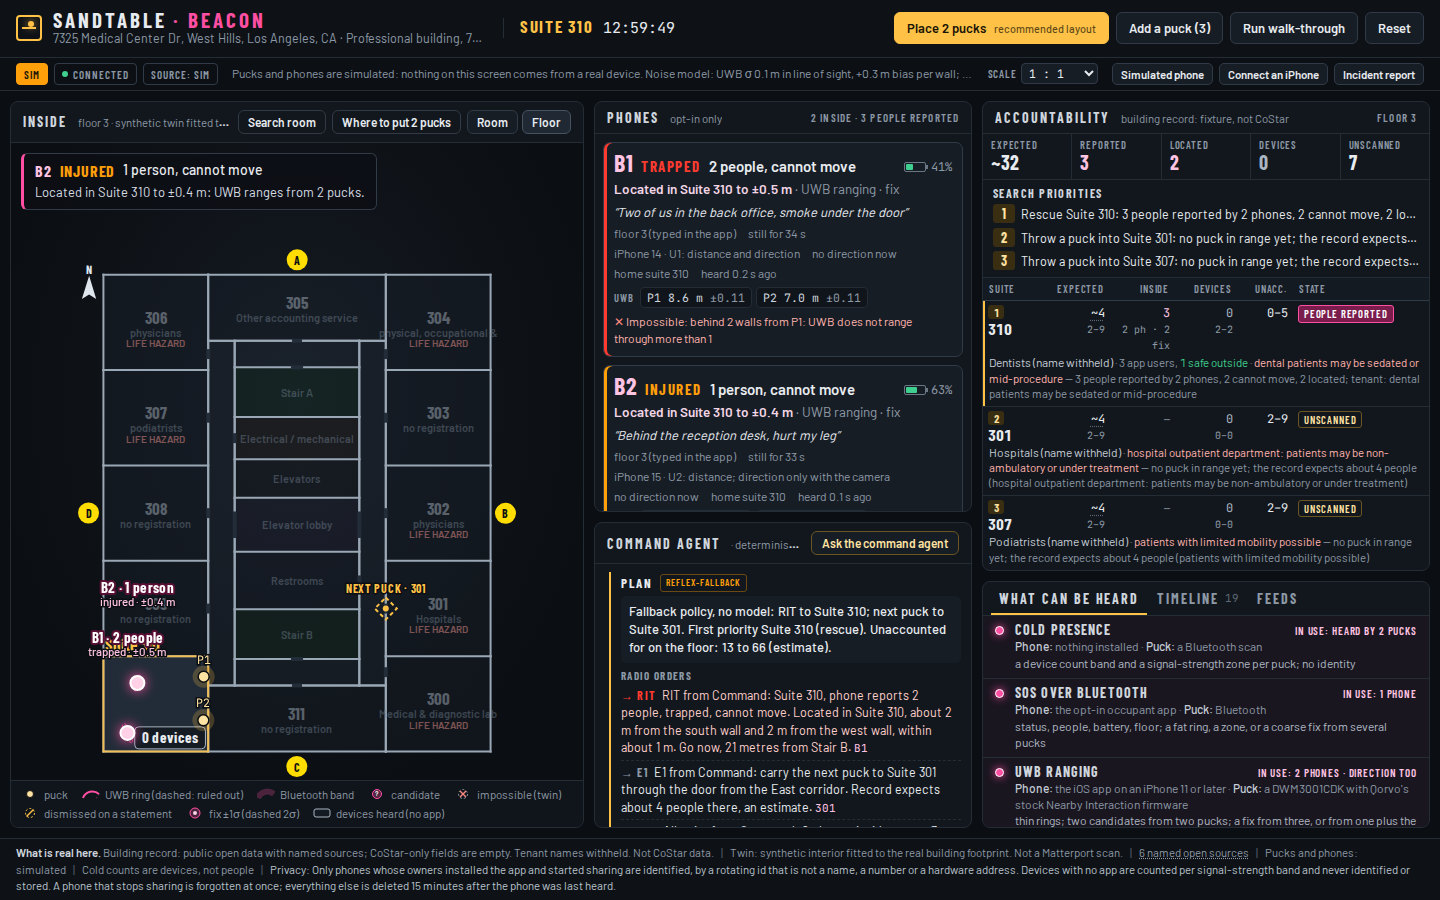 SANDTABLE · BEACON
7325 Medical Center Dr, West Hills, Los Angeles, CA · Professional building, 7...
SUITE 310 12:59:49
Place 2 pucks recommended layout
Add a puck (3)
Run walk-through
Reset
SIM
CONNECTED
SOURCE: SIM
Pucks and phones are simulated: nothing on this screen comes from a real device. Noise model: UWB σ 0.1 m in line of sight, +0.3 m bias per wall; ...
SCALE 1 : 1
Simulated phone
Connect an iPhone
Incident report
INSIDE floor 3 · synthetic twin fitted t...
Search room
Where to put 2 pucks
Room
Floor
B2 INJURED 1 person, cannot move
Located in Suite 310 to ±0.4 m: UWB ranges from 2 pucks.
N
A
306
physicians
LIFE HAZARD
305
Other accounting service
304
physical, occupational &
LIFE HAZARD
Stair A
307
podiatrists
LIFE HAZARD
303
no registration
Electrical / mechanical
Elevators
D
308
no registration
Elevator lobby
302
physicians
LIFE HAZARD
B
Restrooms
NEXT PUCK · 301
B2 · 1 person
injured · ±0.4 m
no registration
301
Hospitals
LIFE HAZARD
Stair B
B1 · 2 people
trapped · ±0.5 m
P1
P2
0 devices
311
no registration
300
Medical & diagnostic lab
LIFE HAZARD
C
puck
UWB ring (dashed: ruled out)
Bluetooth band
candidate
impossible (twin)
dismissed on a statement
fix ±1σ (dashed 2σ)
devices heard (no app)
PHONES opt-in only
2 INSIDE · 3 PEOPLE REPORTED
B1 TRAPPED 2 people, cannot move 41%
Located in Suite 310 to ±0.5 m · UWB ranging · fix
"Two of us in the back office, smoke under the door"
floor 3 (typed in the app) still for 34 s
iPhone 14 · U1: distance and direction no direction now
home suite 310 heard 0.2 s ago
UWB P1 8.6 m ±0.11 P2 7.0 m ±0.11
✕ Impossible: behind 2 walls from P1: UWB does not range
through more than 1
B2 INJURED 1 person, cannot move 63%
Located in Suite 310 to ±0.4 m · UWB ranging · fix
"Behind the reception desk, hurt my leg"
floor 3 (typed in the app) still for 33 s
iPhone 15 · U2: distance; direction only with the camera
no direction now home suite 310 heard 0.1 s ago
COMMAND AGENT · determinis...
Ask the command agent
PLAN REFLEX-FALLBACK
Fallback policy, no model: RIT to Suite 310; next puck to
Suite 301. First priority Suite 310 (rescue). Unaccounted
for on the floor: 13 to 66 (estimate).
RADIO ORDERS
→ RIT RIT from Command: Suite 310, phone reports 2
people, trapped, cannot move. Located in Suite 310, about 2
m from the south wall and 2 m from the west wall, within
about 1 m. Go now, 21 metres from Stair B. B1
→ E1 E1 from Command: carry the next puck to Suite 301
through the door from the East corridor. Record expects
about 4 people there, an estimate. 301
ACCOUNTABILITY building record: fixture, not CoStar
FLOOR 3
EXPECTED REPORTED LOCATED DEVICES UNSCANNED
~32 3 2 0 7
SEARCH PRIORITIES
1 Rescue Suite 310: 3 people reported by 2 phones, 2 cannot move, 2 lo...
2 Throw a puck into Suite 301: no puck in range yet; the record expects...
3 Throw a puck into Suite 307: no puck in range yet; the record expects...
SUITE EXPECTED INSIDE DEVICES UNACC. STATE
1 ~4 3 0 0–5 PEOPLE REPORTED
310 2–9 2 ph · 2 2–2
fix
Dentists (name withheld) · 3 app users, 1 safe outside · dental patients may be sedated or
mid-procedure — 3 people reported by 2 phones, 2 cannot move, 2 located; tenant: dental
patients may be sedated or mid-procedure
2 ~4 – 0 2–9 UNSCANNED
301 2–9 0–0
Hospitals (name withheld) · hospital outpatient department: patients may be non-
ambulatory or under treatment — no puck in range yet; the record expects about 4 people
(hospital outpatient department: patients may be non-ambulatory or under treatment)
3 ~4 – 0 2–9 UNSCANNED
307 2–9 0–0
Podiatrists (name withheld) · patients with limited mobility possible — no puck in range
yet; the record expects about 4 people (patients with limited mobility possible)
WHAT CAN BE HEARD
TIMELINE 19
FEEDS
COLD PRESENCE IN USE: HEARD BY 2 PUCKS
Phone: nothing installed · Puck: a Bluetooth scan
a device count band and a signal-strength zone per puck; no identity
SOS OVER BLUETOOTH IN USE: 1 PHONE
Phone: the opt-in occupant app · Puck: Bluetooth
status, people, battery, floor; a fat ring, a zone, or a coarse fix from several
pucks
UWB RANGING IN USE: 2 PHONES · DIRECTION TOO
Phone: the iOS app on an iPhone 11 or later · Puck: a DWM3001CDK with Qorvo's
stock Nearby Interaction firmware
thin rings; two candidates from two pucks; a fix from three, or from one plus the
What is real here. Building record: public open data with named sources; CoStar-only fields are empty. Tenant names withheld. Not CoStar data. | Twin: synthetic interior fitted to the real building footprint. Not a Matterport scan. | 6 named open sources | Pucks and phones:
simulated | Cold counts are devices, not people | Privacy: Only phones whose owners installed the app and started sharing are identified, by a rotating id that is not a name, a number or a hardware address. Devices with no app are counted per signal-strength band and never identified or
stored. A phone that stops sharing is forgotten at once; everything else is deleted 15 minutes after the phone was last heard.